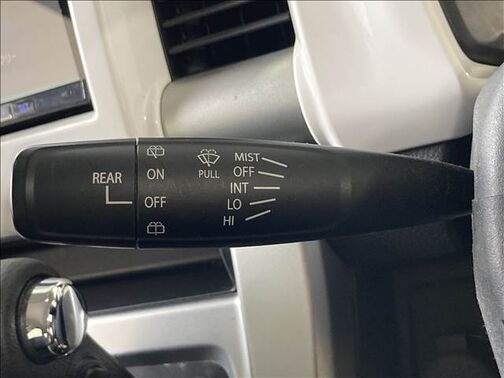 REAR
ON
OFF
PULL
MIST
OFF
INT
LO
HI